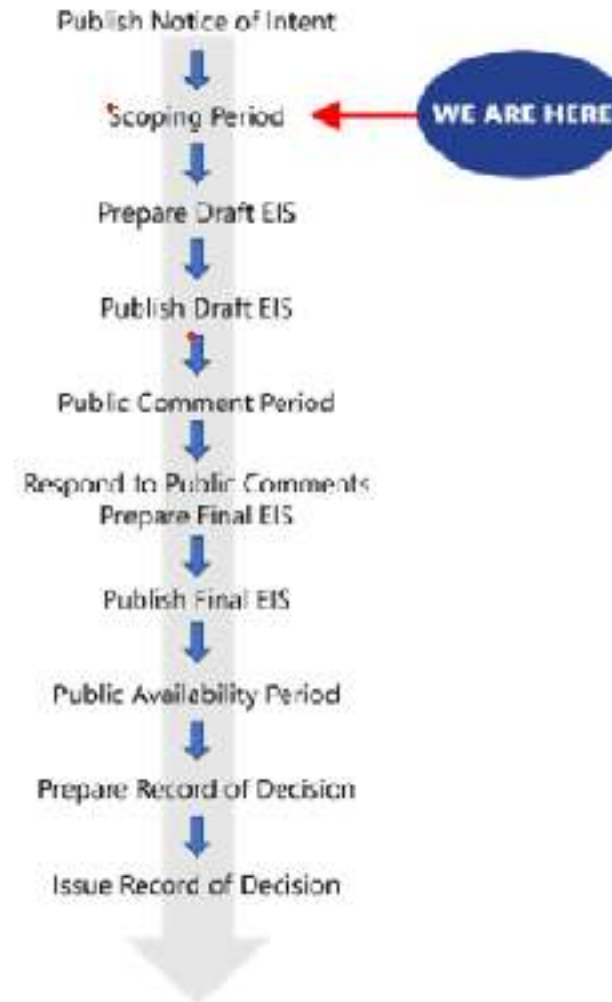 Publish Notice of Intent
Scoping Period
WE ARE HERE
Prepare Draft EIS
Publish Draft EIS
Public Comment Period
Respond to Public Comments
Prepare Final EIS
Publish Final EIS
Public Availability Period
Prepare Record of Decision
Issue Record of Decision